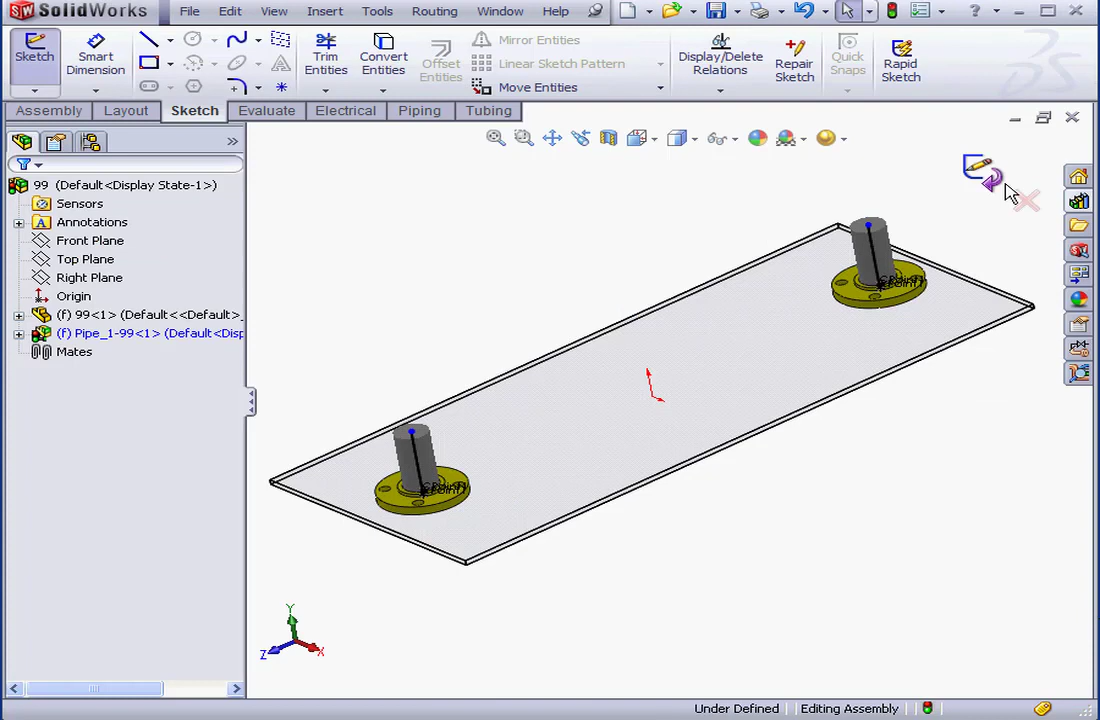 SW SolidWorks File Edit View Insert Tools Routing Window Help ?
Sketch
Smart Dimension
Trim Entities
Convert Entities
Offset Entities
Mirror Entities
Linear Sketch Pattern
Move Entities
Display/Delete Relations
Repair Sketch
Quick Snaps
Rapid Sketch
Assembly Layout Sketch Evaluate Electrical Piping Tubing
99 (Default<Display State-1>)
Sensors
A Annotations
Front Plane
Top Plane
Right Plane
Origin
(f) 99<1> (Default<<Default>_
(f) Pipe_1-99<1> (Default<Disp
Mates
Y
Z
X
Under Defined Editing Assembly